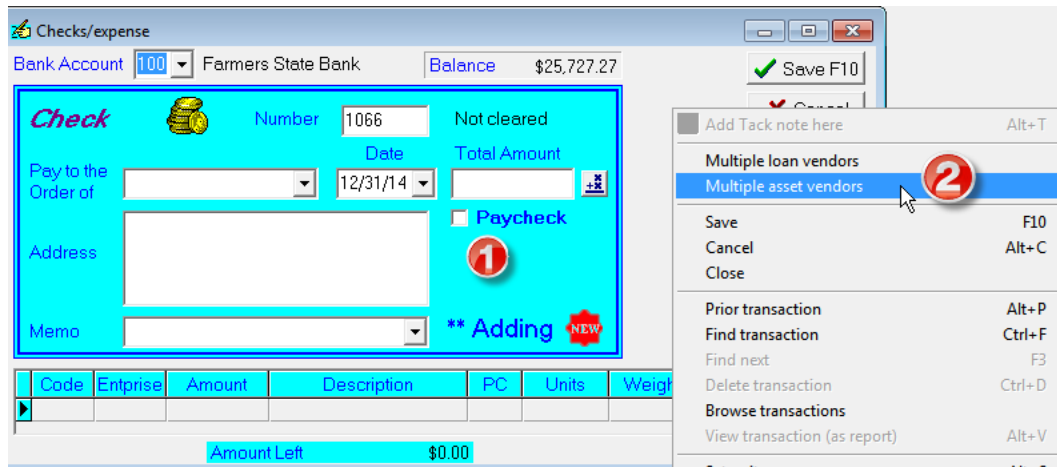 Checks/expense
Bank Account 100 Farmers State Bank Balance $25,727.27
Save F10
Check Number 1066 Not cleared
Cancel
Date Total Amount
Pay to the
Order of
12/31/14
Paycheck
Address
1
Memo
** Adding NEW
Code Entprise Amount Description PC Units Weigh
Amount Left $0.00
Add Tack note here Alt+T
Multiple loan vendors
Multiple asset vendors
2
Save F10
Cancel Alt+C
Close
Prior transaction Alt+P
Find transaction Ctrl+F
Find next F3
Delete transaction Ctrl+D
Browse transactions
View transaction (as report) Alt+V